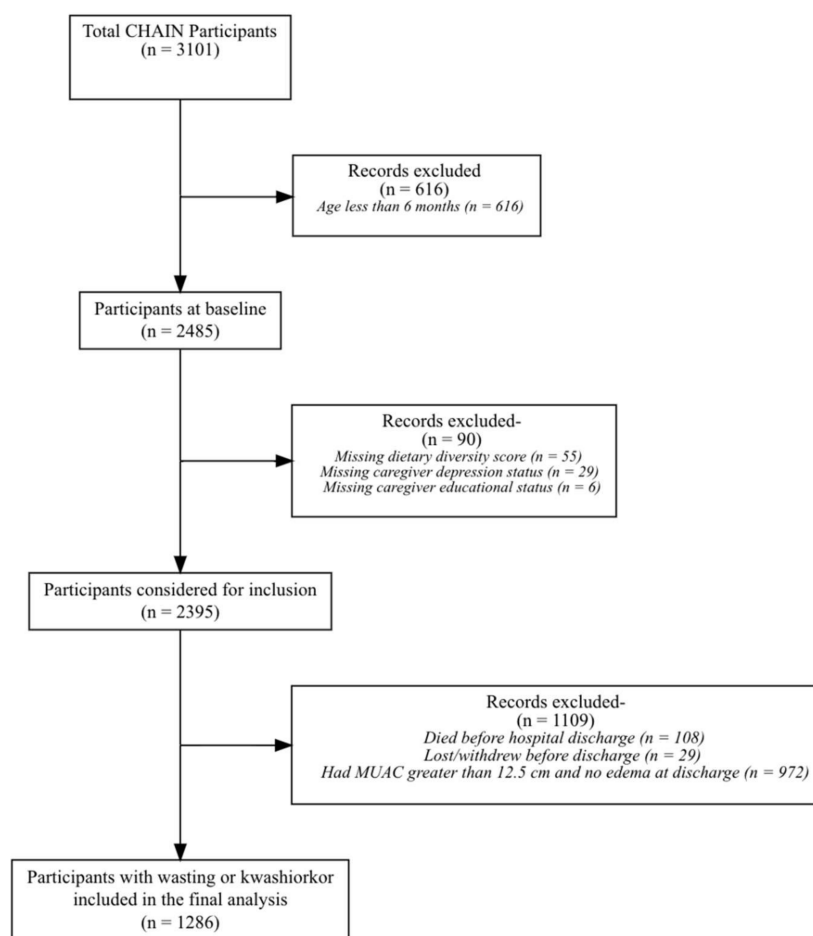 Total CHAIN Participants
(n = 3101)
Records excluded
(n = 616)
Age less than 6 months (n = 616)
Participants at baseline
(n = 2485)
Records excluded-
(n = 90)
Missing dietary diversity score (n = 55)
Missing caregiver depression status (n = 29)
Missing caregiver educational status (n = 6)
Participants considered for inclusion
(n = 2395)
Records excluded-
(n = 1109)
Died before hospital discharge (n = 108)
Lost/withdrew before discharge (n = 29)
Had MUAC greater than 12.5 cm and no edema at discharge (n = 972)
Participants with wasting or kwashiorkor
included in the final analysis
(n = 1286)